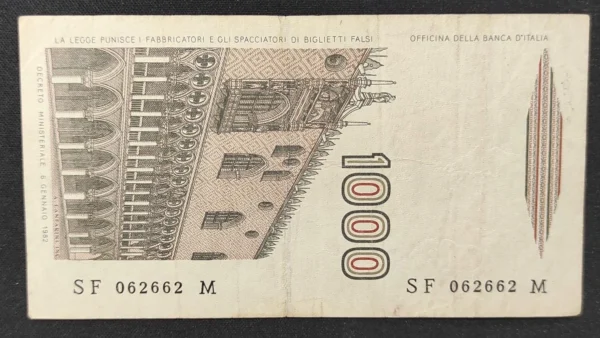 LA LEGGE PUNISCE I FABBRICATORI E GLI SPACCIATORI DI BIGLIETTI FALSI
OFFICINA DELLA BANCA D'ITALIA
DECRETO MINISTERIALE 6 GENNAIO 1982
1000
SF 062662 M
SF 062662 M